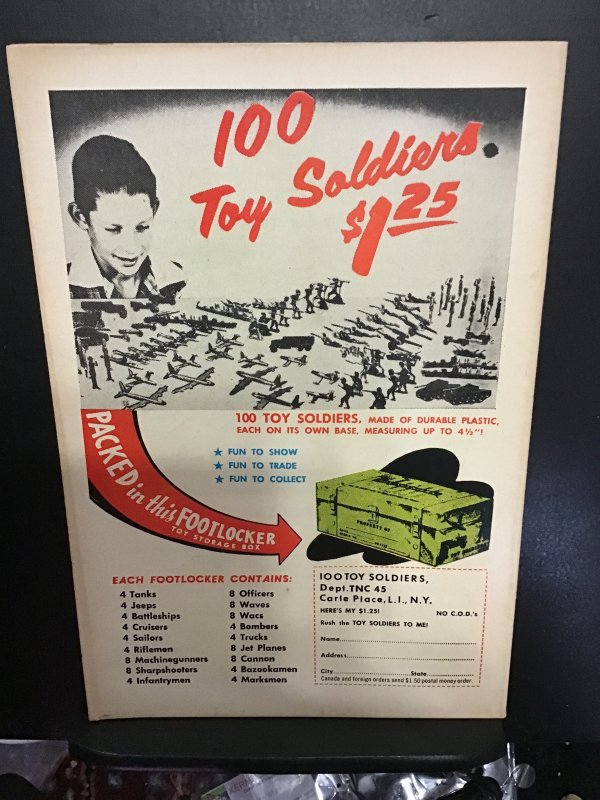 100
Toy Soldiers
$1.25
100 TOY SOLDIERS, MADE OF DURABLE PLASTIC,
EACH ON ITS OWN BASE, MEASURING UP TO 4½"!
★ FUN TO SHOW
★ FUN TO TRADE
★ FUN TO COLLECT
PACKED in this FOOTLOCKER
TOY STORAGE BOX
PROPERTY OF
EACH FOOTLOCKER CONTAINS:
4 Tanks
4 Jeeps
4 Battleships
4 Cruisers
4 Sailors
4 Riflemen
8 Machinegunners
8 Sharpshooters
4 Infantrymen
8 Officers
8 Waves
8 Wacs
4 Bombers
4 Trucks
8 Jet Planes
8 Cannon
4 Bazookamen
4 Marksmen
100 TOY SOLDIERS,
Dept. TNC 45
Carle Place, L.I., N.Y.
HERE'S MY $1.25! NO C.O.D.'s
Rush the TOY SOLDIERS TO ME!
Name
Address
City State
Canada and foreign orders send $1.50 postal money order.